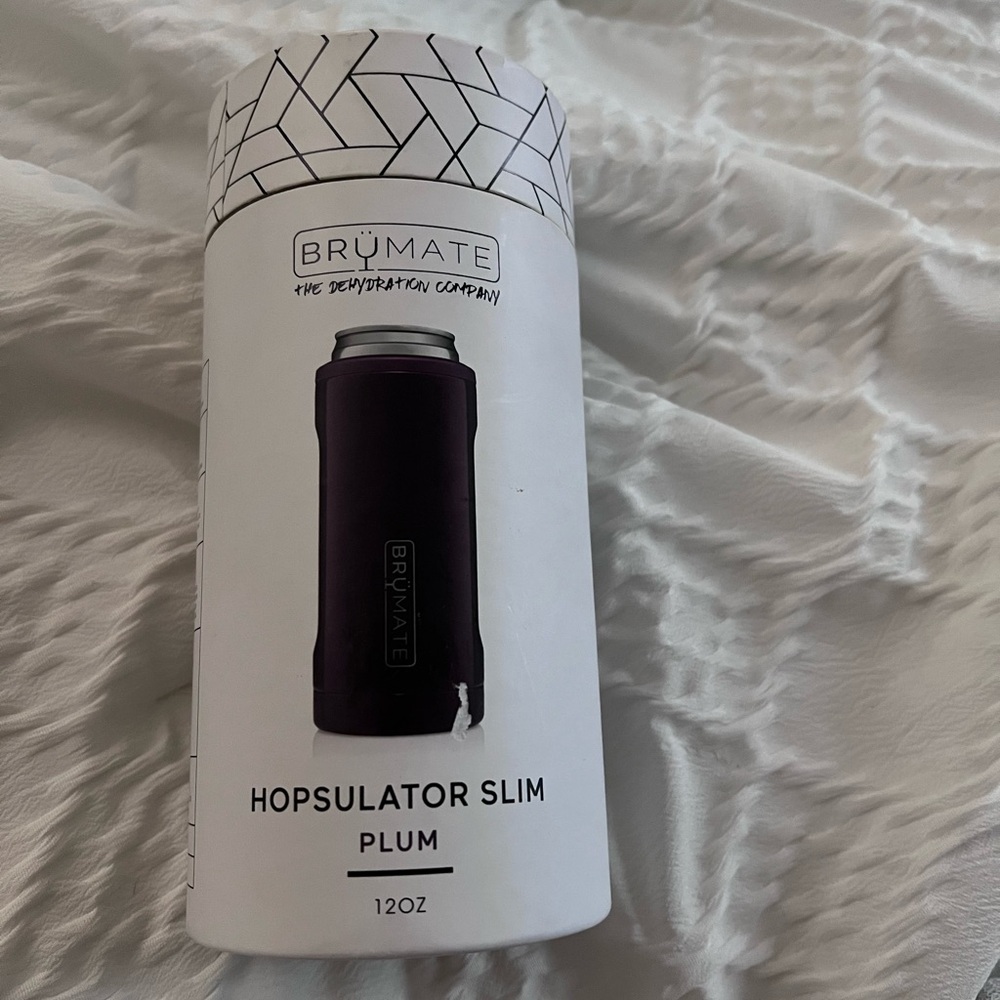 BRÜMATE
THE DEHYDRATION COMPANY
BRÜMATE
HOPSULATOR SLIM
PLUM
12OZ